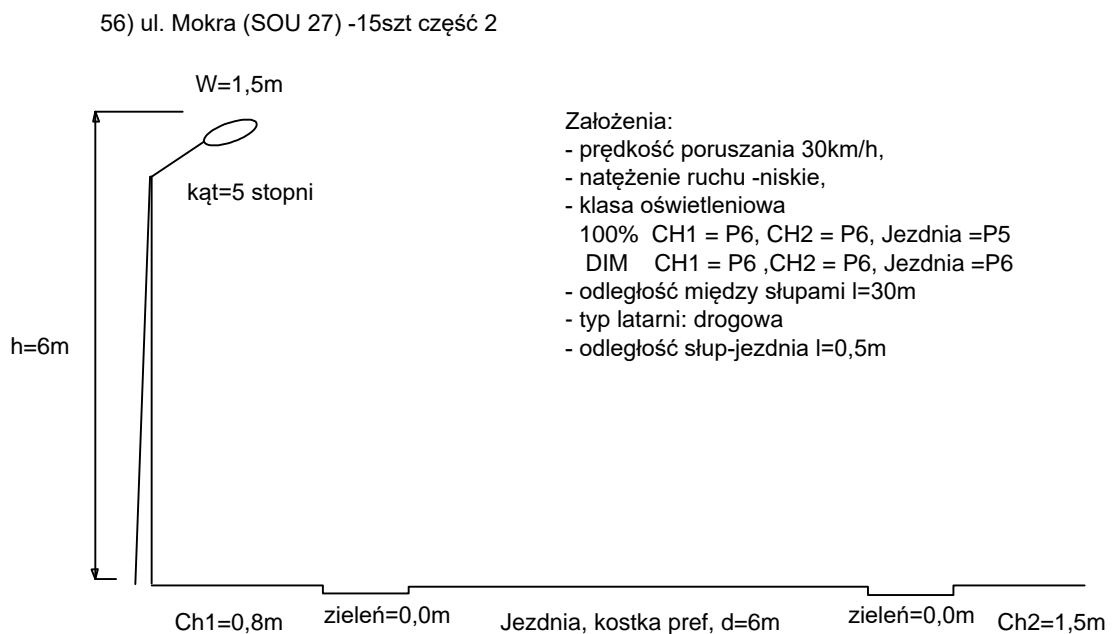 56) ul. Mokra (SOU 27) -15szt część 2
W=1,5m
kąt=5 stopni
h=6m
Założenia:
- prędkość poruszania 30km/h,
- natężenie ruchu -niskie,
- klasa oświetleniowa
100% CH1 = P6, CH2 = P6, Jezdnia =P5
DIM CH1 = P6 ,CH2 = P6, Jezdnia =P6
- odległość między słupami l=30m
- typ latarni: drogowa
- odległość słup-jezdnia l=0,5m
Ch1=0,8m
zieleń=0,0m
Jezdnia, kostka pref, d=6m
zieleń=0,0m
Ch2=1,5m